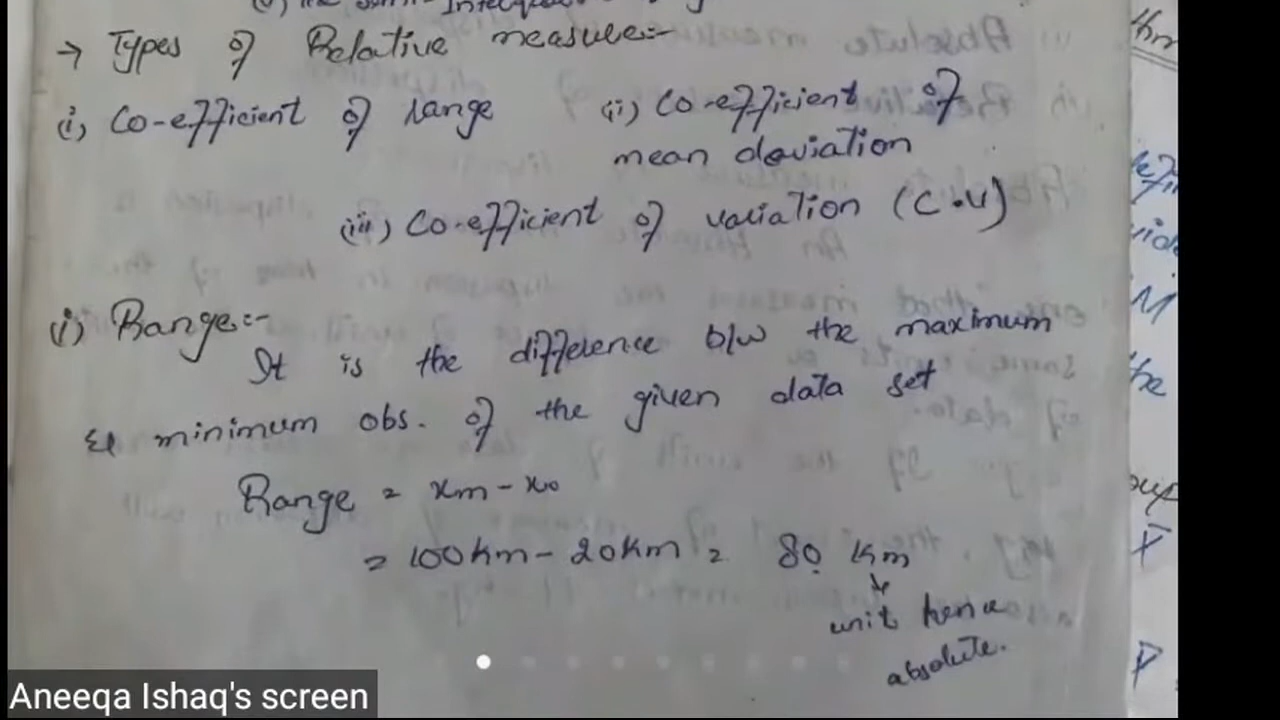 → Types of Relative measure:-
(i) Co-efficient of range (ii) Co-efficient of
mean deviation
(iii) Co-efficient of variation (C.V)
(i) Range:-
It is the difference b/w the maximum
& minimum obs. of the given data set
Range = xm - xo
= 100km - 20km = 80 km
unit hence
absolute.
Aneeqa Ishaq's screen